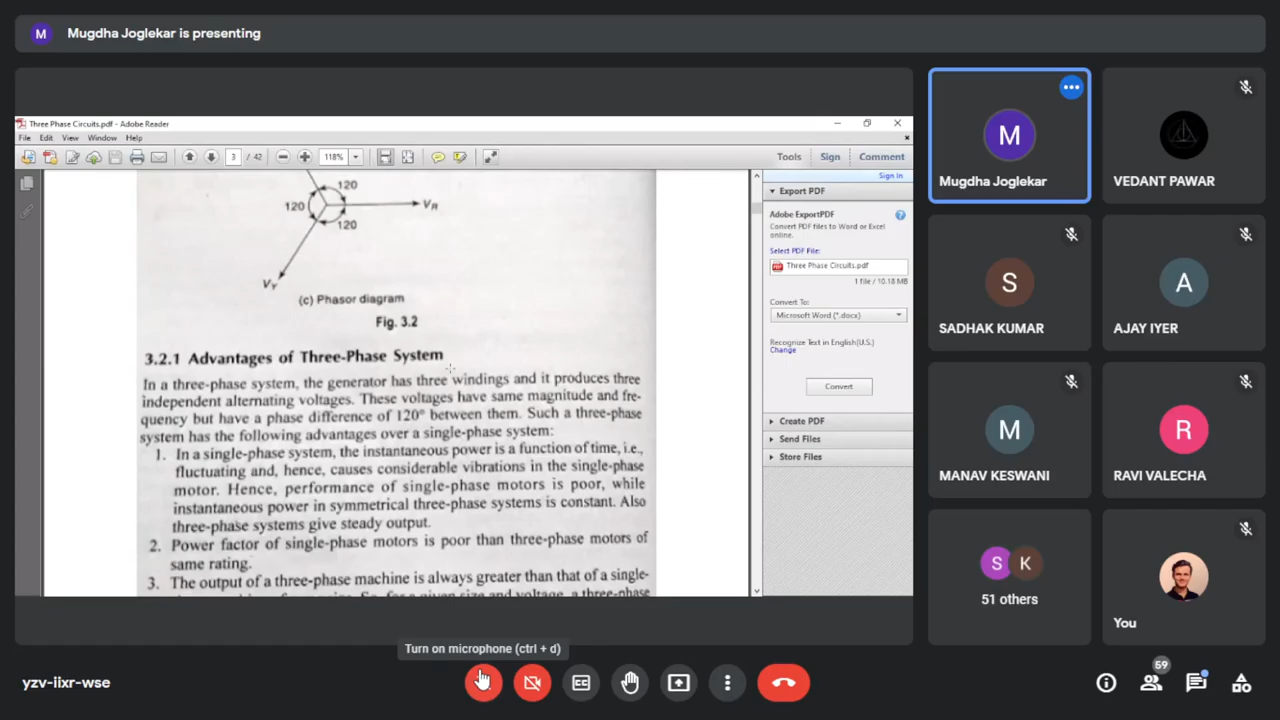 M Mugdha Joglekar is presenting
Three Phase Circuits.pdf - Adobe Reader
File Edit View Window Help
3 / 42 118% Tools Sign Comment
Sign In
120
120
120
VR
VY
(c) Phasor diagram
Fig. 3.2
3.2.1 Advantages of Three-Phase System
In a three-phase system, the generator has three windings and it produces three
independent alternating voltages. These voltages have same magnitude and fre-
quency but have a phase difference of 120° between them. Such a three-phase
system has the following advantages over a single-phase system:
1. In a single-phase system, the instantaneous power is a function of time, i.e.,
fluctuating and, hence, causes considerable vibrations in the single-phase
motor. Hence, performance of single-phase motors is poor, while
instantaneous power in symmetrical three-phase systems is constant. Also
three-phase systems give steady output.
2. Power factor of single-phase motors is poor than three-phase motors of
same rating.
3. The output of a three-phase machine is always greater than that of a single-
size and voltage, a three-phase
Export PDF
Adobe ExportPDF
Convert PDF files to Word or Excel
online.
Select PDF File:
Three Phase Circuits.pdf
1 file / 10.18 MB
Convert To:
Microsoft Word (*.docx)
Recognize Text in English(U.S.)
Change
Convert
Create PDF
Send Files
Store Files
M
Mugdha Joglekar
VEDANT PAWAR
S
SADHAK KUMAR
A
AJAY IYER
M
MANAV KESWANI
R
RAVI VALECHA
S K
51 others
You
Turn on microphone (ctrl + d)
yzv-iixr-wse
CC
59